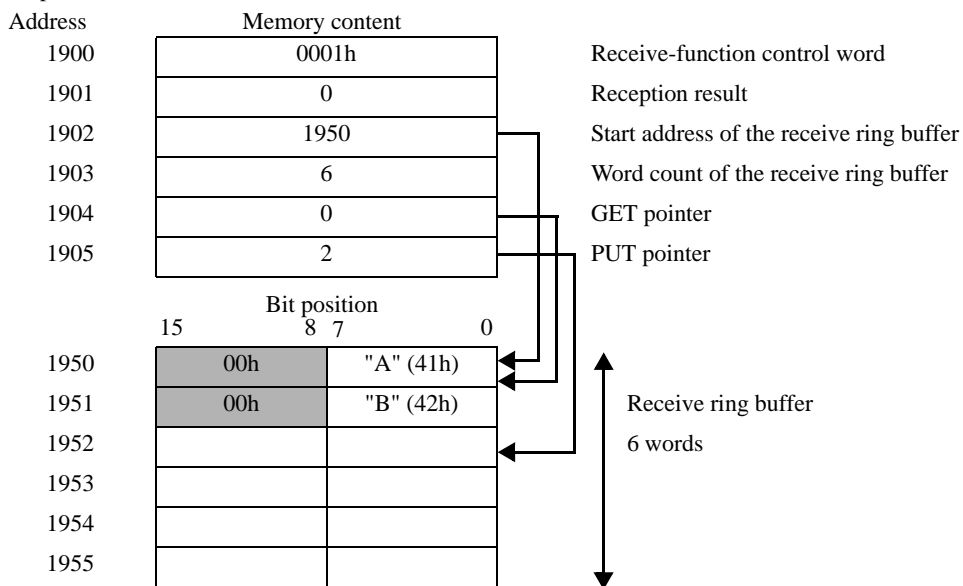 Address Memory content
1900 0001h Receive-function control word
1901 0 Reception result
1902 1950 Start address of the receive ring buffer
1903 6 Word count of the receive ring buffer
1904 0 GET pointer
1905 2 PUT pointer
Bit position
15 8 7 0
1950 00h "A" (41h)
1951 00h "B" (42h) Receive ring buffer
1952 6 words
1953
1954
1955